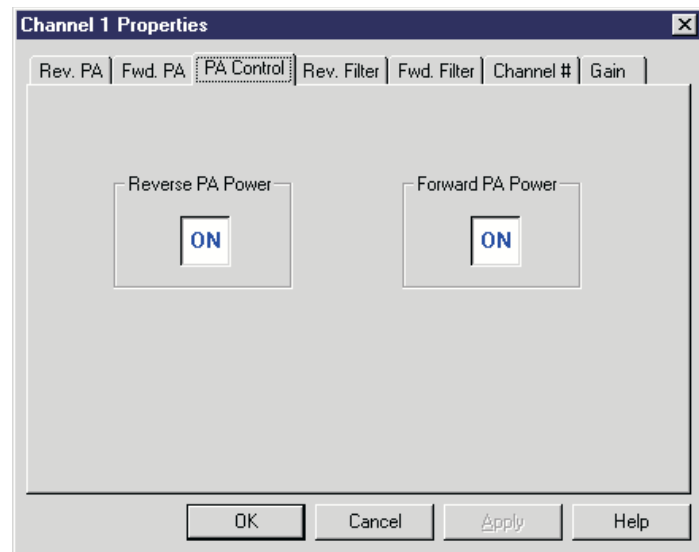 Channel 1 Properties
Rev. PA Fwd. PA PA Control Rev. Filter Fwd. Filter Channel # Gain
Reverse PA Power Forward PA Power
ON ON
OK Cancel Apply Help